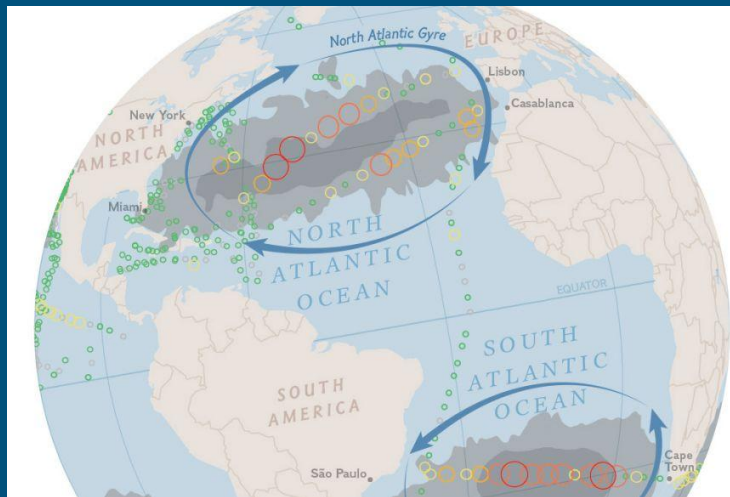 North Atlantic Gyre
EUROPE
Lisbon
Casablanca
New York
NORTH
AMERICA
Miami
NORTH
ATLANTIC
OCEAN
EQUATOR
SOUTH
ATLANTIC
OCEAN
SOUTH
AMERICA
São Paulo
Cape
Town